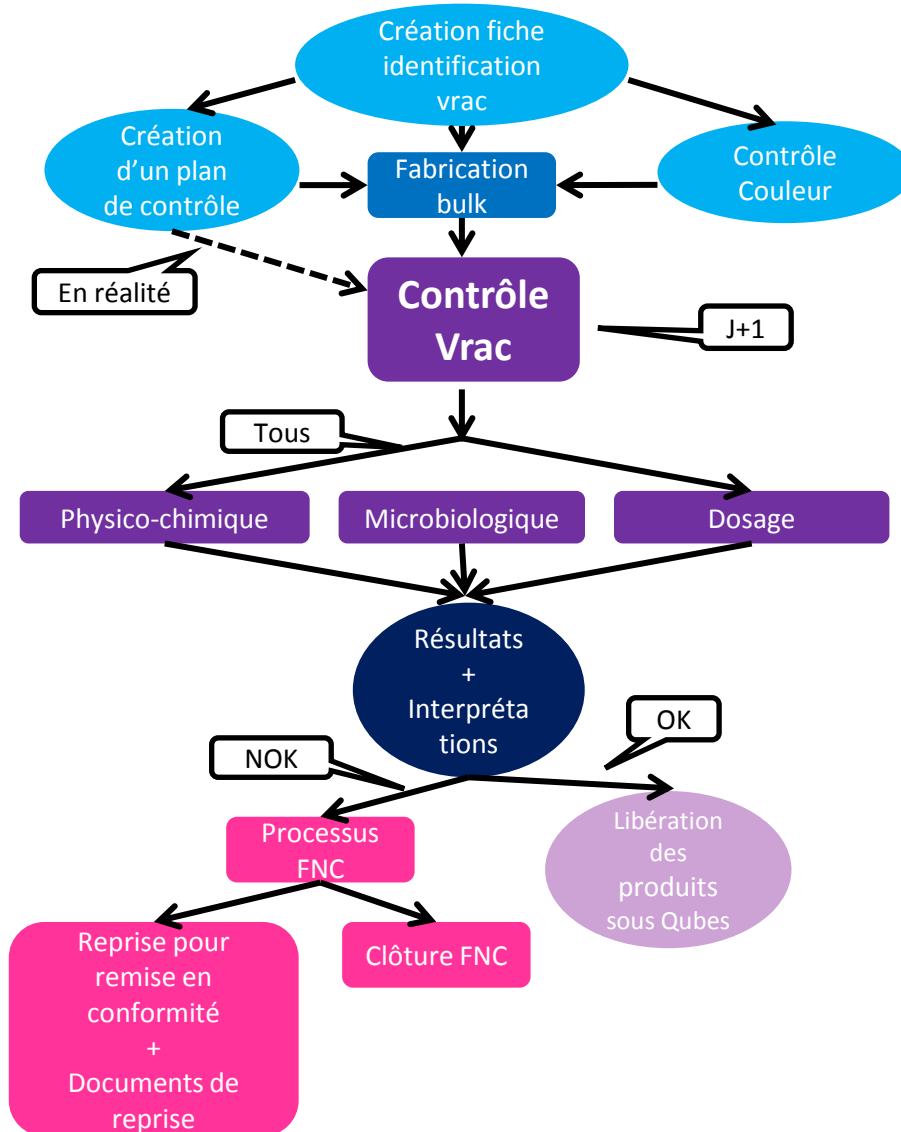 Création fiche
identification
vrac
Création
d'un plan
de contrôle
Fabrication
bulk
Contrôle
Couleur
En réalité
Contrôle
Vrac
J+1
Tous
Physico-chimique
Microbiologique
Dosage
Résultats
+
Interpréta
tions
OK
NOK
Processus
FNC
Libération
des
produits
sous Qubes
Reprise pour
remise en
conformité
+
Documents de
reprise
Clôture FNC